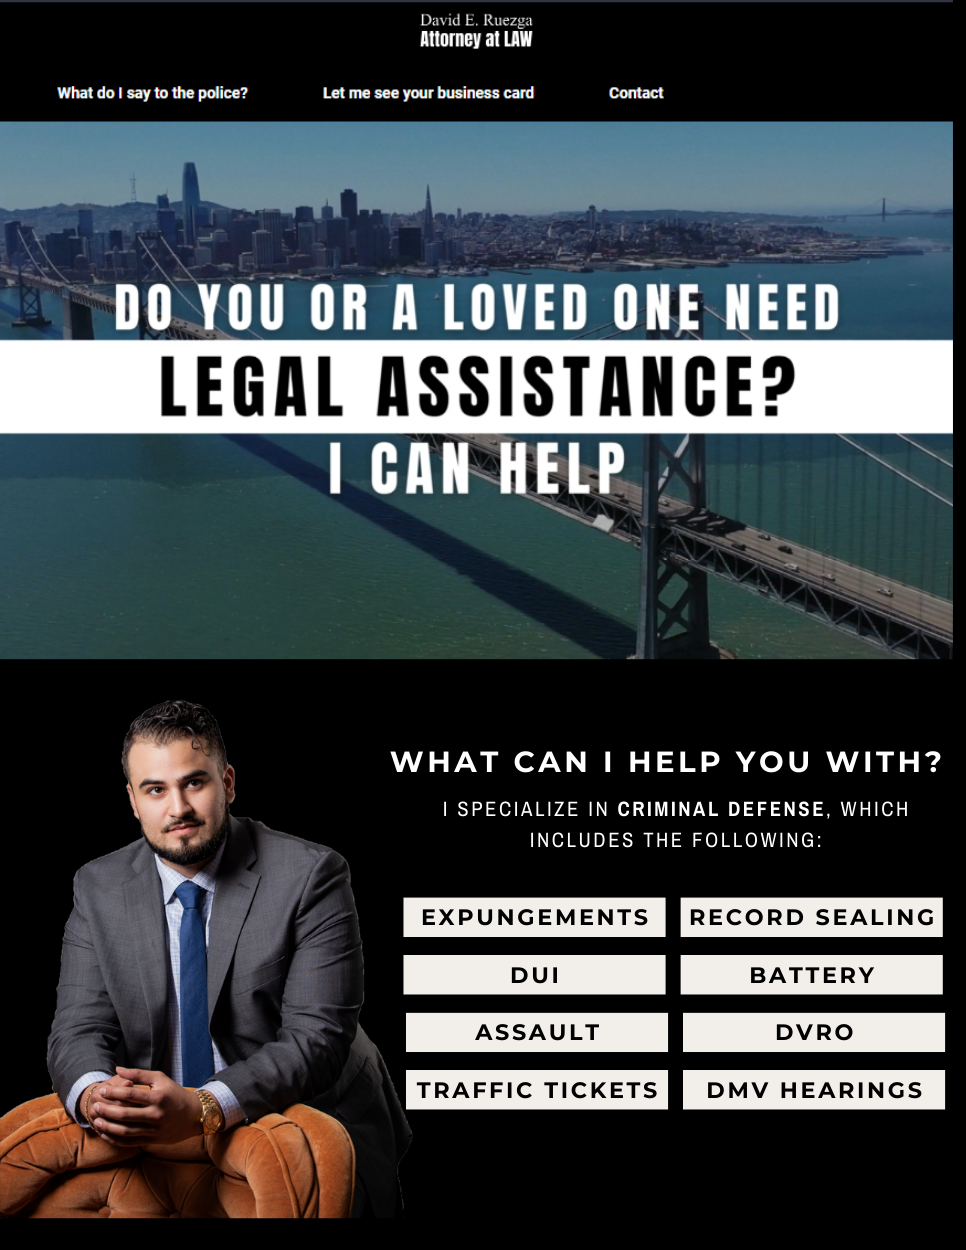 David E. Ruezga
Attorney at LAW
What do I say to the police? Let me see your business card Contact
DO YOU OR A LOVED ONE NEED
LEGAL ASSISTANCE?
I CAN HELP
WHAT CAN I HELP YOU WITH?
I SPECIALIZE IN CRIMINAL DEFENSE, WHICH
INCLUDES THE FOLLOWING:
EXPUNGEMENTS RECORD SEALING
DUI BATTERY
ASSAULT DVRO
TRAFFIC TICKETS DMV HEARINGS